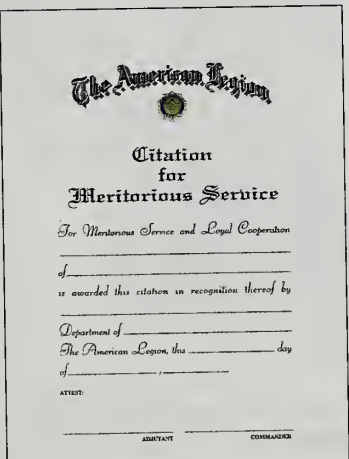 The American Legion
Citation
for
Meritorious Service
For Meritorious Service and Loyal Cooperation
of
is awarded this citation in recognition thereof by
Department of
The American Legion, this day
of ,
ATTEST:
ADJUTANT COMMANDER